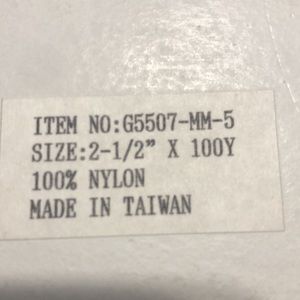 ITEM NO:G5507-MM-5
SIZE:2-1/2” X 100Y
100% NYLON
MADE IN TAIWAN